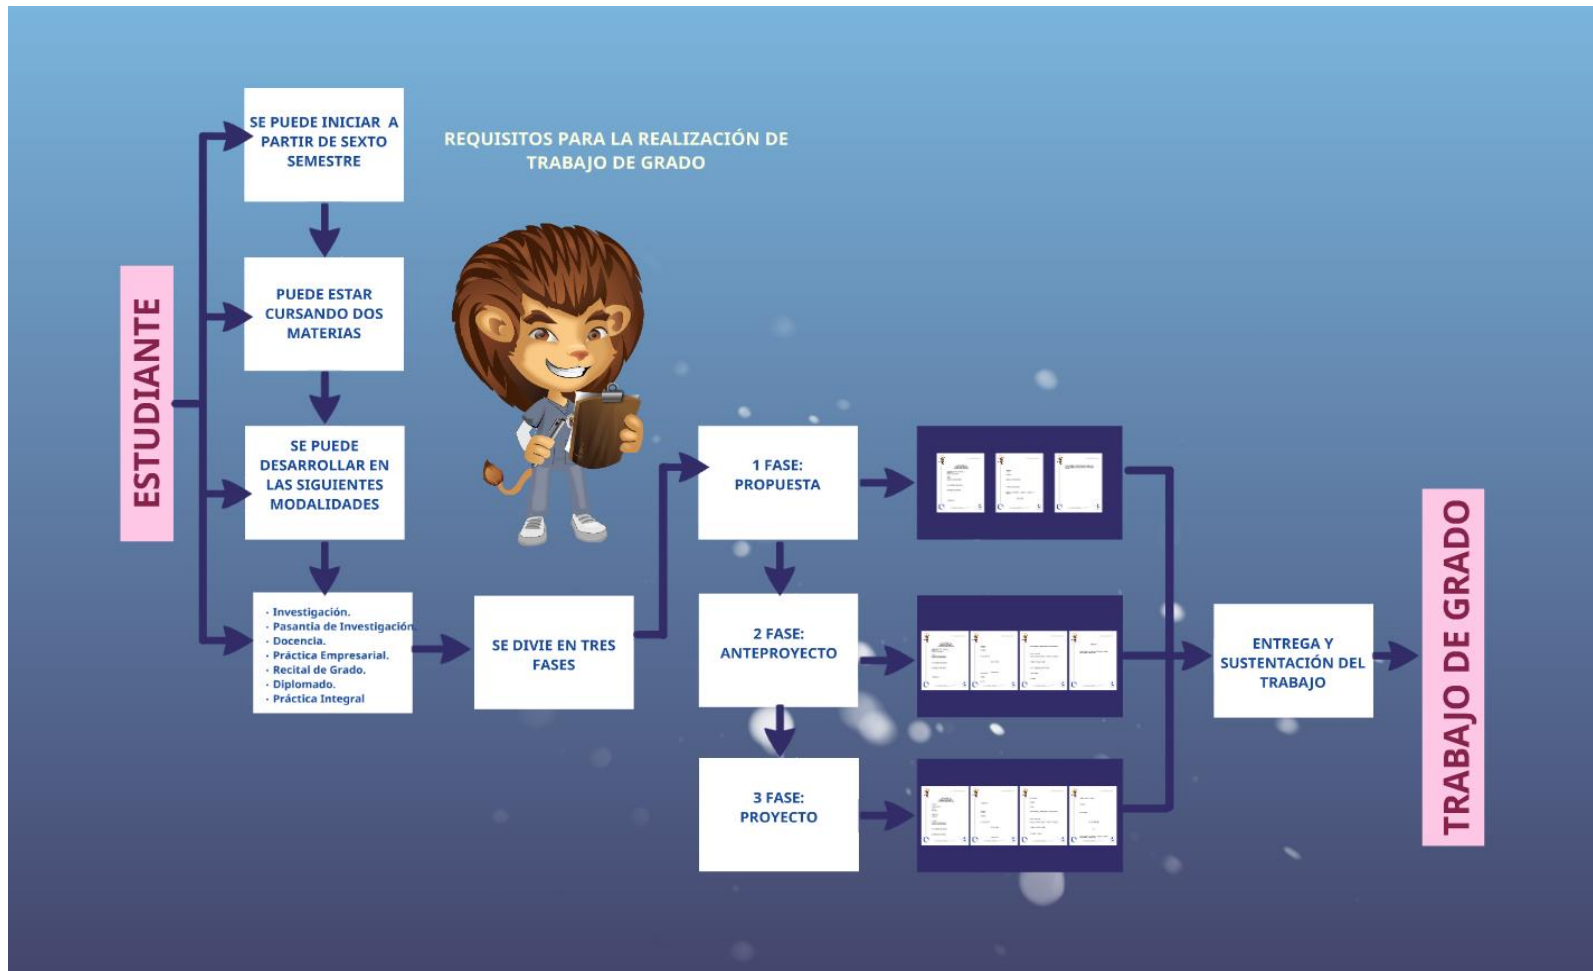 REQUISITOS PARA LA REALIZACIÓN DE
TRABAJO DE GRADO
ESTUDIANTE
SE PUEDE INICIAR A
PARTIR DE SEXTO
SEMESTRE
PUEDE ESTAR
CURSANDO DOS
MATERIAS
SE PUEDE
DESARROLLAR EN
LAS SIGUIENTES
MODALIDADES
· Investigación.
· Pasantia de Investigación.
· Docencia.
· Práctica Empresarial.
· Recital de Grado.
· Diplomado.
· Práctica Integral
SE DIVIE EN TRES
FASES
1 FASE:
PROPUESTA
2 FASE:
ANTEPROYECTO
3 FASE:
PROYECTO
ENTREGA Y
SUSTENTACIÓN DEL
TRABAJO
TRABAJO DE GRADO